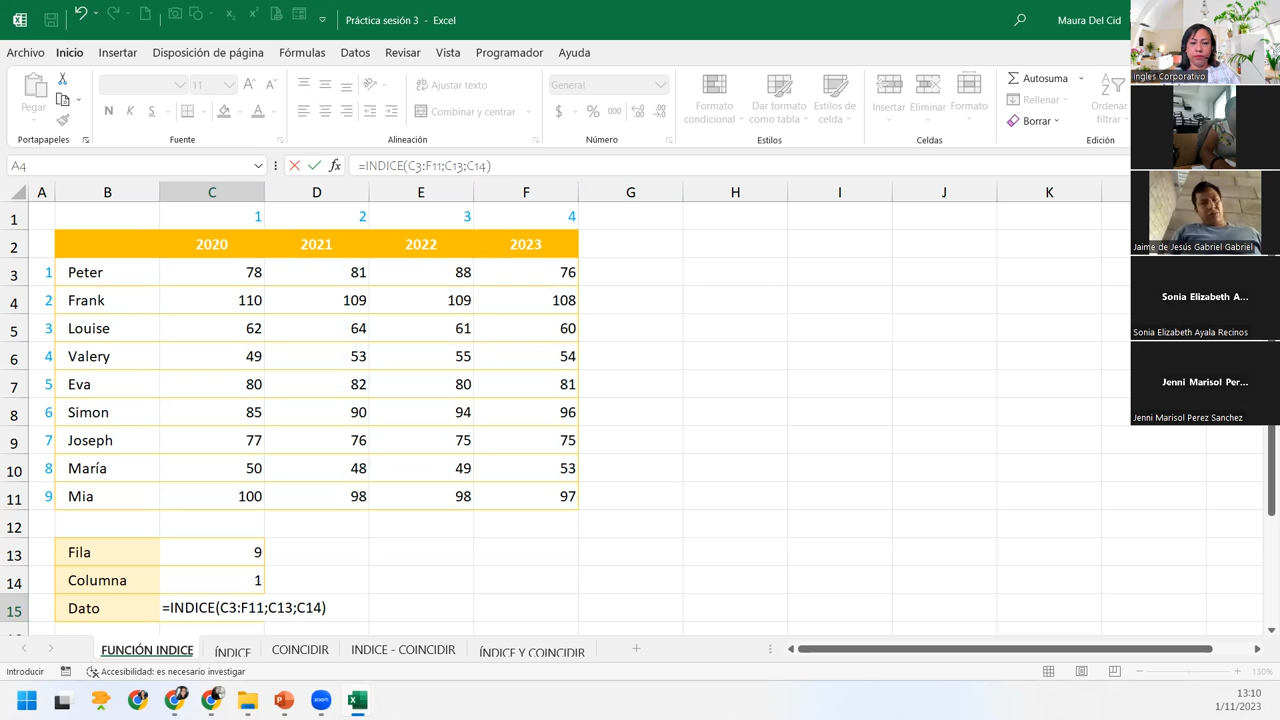 Práctica sesión 3 - Excel
Maura Del Cid
Archivo Inicio Insertar Disposición de página Fórmulas Datos Revisar Vista Programador Ayuda
Pegar
11
Ajustar texto
General
Combinar y centrar
Formato condicional
Dar formato como tabla
Estilos de celda
Insertar
Eliminar
Formato
Autosuma
Rellenar
Borrar
Ordenar
filtrar
Portapapeles Fuente Alineación Número Estilos Celdas Edición
A4 =INDICE(C3:F11;C13;C14)
A B C D E F G H I J K
1 1 2 3 4
2 2020 2021 2022 2023
3 1 Peter 78 81 88 76
4 2 Frank 110 109 109 108
5 3 Louise 62 64 61 60
6 4 Valery 49 53 55 54
7 5 Eva 80 82 80 81
8 6 Simon 85 90 94 96
9 7 Joseph 77 76 75 75
10 8 María 50 48 49 53
11 9 Mia 100 98 98 97
12
13 Fila 9
14 Columna 1
15 Dato =INDICE(C3:F11;C13;C14)
FUNCIÓN INDICE ÍNDICE COINCIDIR INDICE - COINCIDIR ÍNDICE Y COINCIDIR
Introducir Accesibilidad: es necesario investigar 130%
zoom
13:10
1/11/2023
Ingles Corporativo
Jaime de Jesús Gabriel Gabriel
Sonia Elizabeth A...
Sonia Elizabeth Ayala Recinos
Jenni Marisol Per...
Jenni Marisol Perez Sanchez